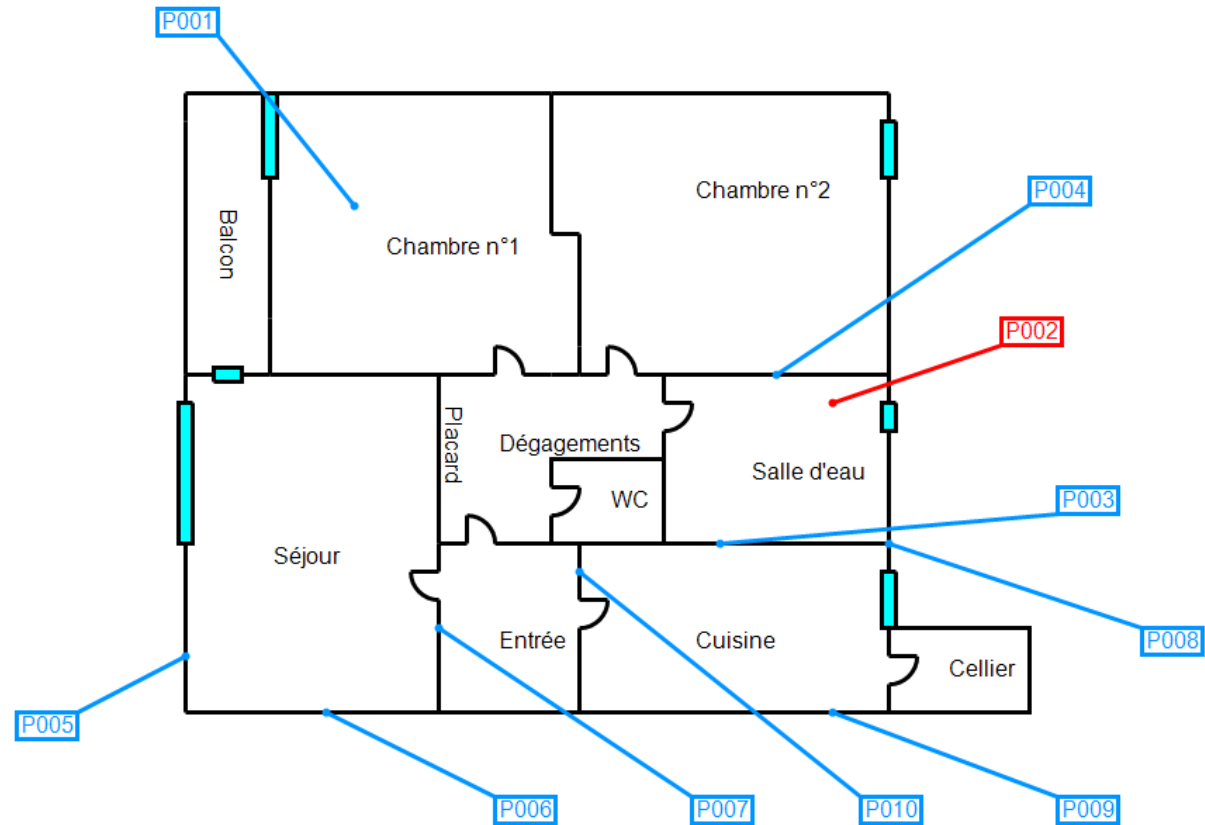 P001
Chambre n°2
P004
Balcon
Chambre n°1
P002
Placard
Dégagements
Salle d'eau
WC
P003
Séjour
Entrée
Cuisine
P008
Cellier
P005
P006
P007
P010
P009